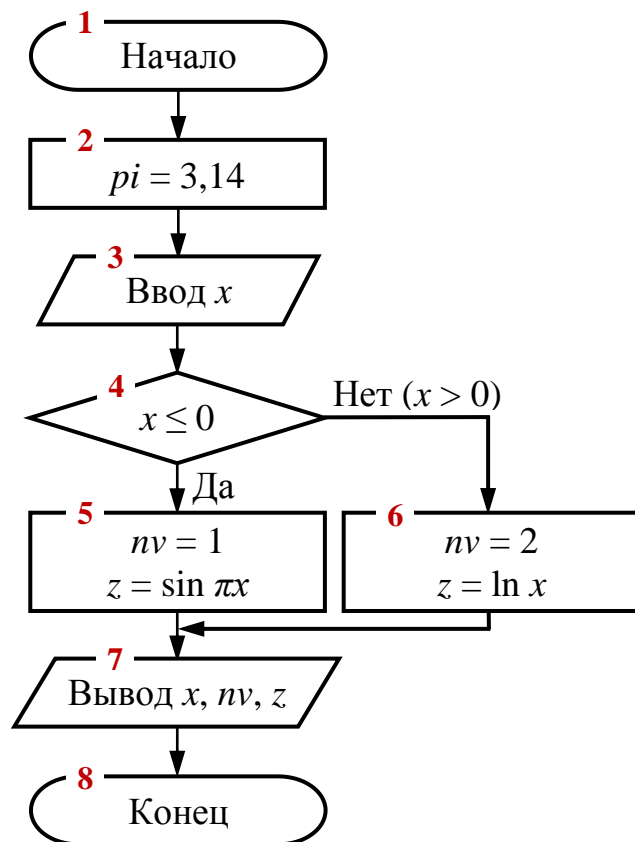 1
Начало
2
pi = 3,14
3
Ввод x
4
x ≤ 0
Нет (x > 0)
Да
5
nv = 1
z = sin πx
6
nv = 2
z = ln x
7
Вывод x, nv, z
8
Конец